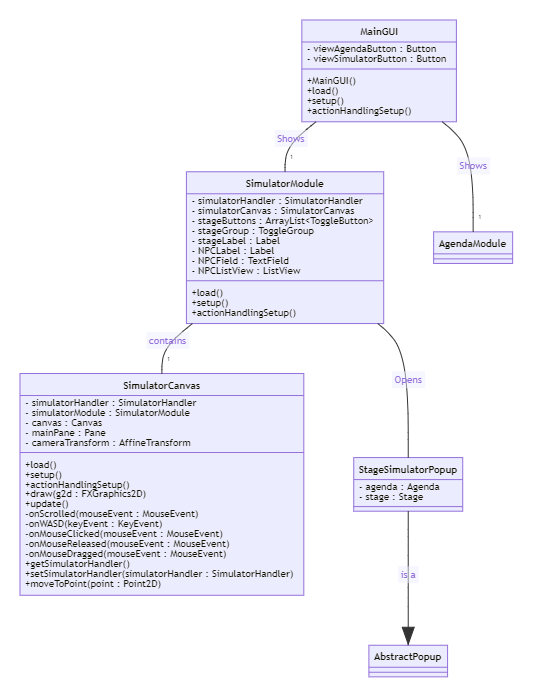 MainGUI
- viewAgendaButton : Button
- viewSimulatorButton : Button
+MainGUI()
+load()
+setup()
+actionHandlingSetup()
Shows
1
Shows
1
SimulatorModule
- simulatorHandler : SimulatorHandler
- simulatorCanvas : SimulatorCanvas
- stageButtons : ArrayList<ToggleButton>
- stageGroup : ToggleGroup
- stageLabel : Label
- NPCLabel : Label
- NPCField : TextField
- NPCListView : ListView
+load()
+setup()
+actionHandlingSetup()
AgendaModule
contains
1
Opens
SimulatorCanvas
- simulatorHandler : SimulatorHandler
- simulatorModule : SimulatorModule
- canvas : Canvas
- mainPane : Pane
- cameraTransform : AffineTransform
+load()
+setup()
+actionHandlingSetup()
+draw(g2d : FXGraphics2D)
+update()
-onScrolled(mouseEvent : MouseEvent)
-onWASD(keyEvent : KeyEvent)
-onMouseClicked(mouseEvent : MouseEvent)
-onMouseReleased(mouseEvent : MouseEvent)
-onMouseDragged(mouseEvent : MouseEvent)
+getSimulatorHandler()
+setSimulatorHandler(simulatorHandler : SimulatorHandler)
+moveToPoint(point : Point2D)
StageSimulatorPopup
- agenda : Agenda
- stage : Stage
is a
AbstractPopup